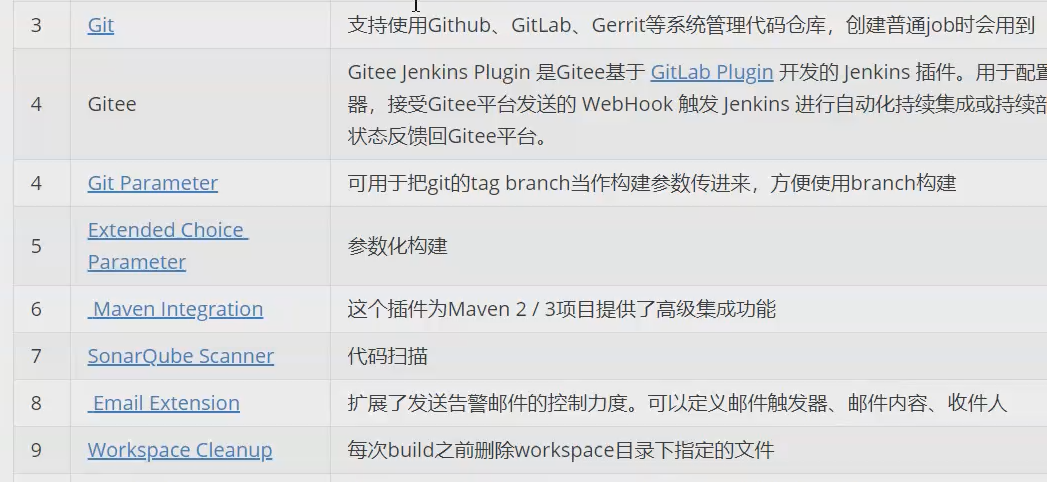 3 Git 支持使用Github、GitLab、Gerrit等系统管理代码仓库，创建普通job时会用到
Gitee Jenkins Plugin 是Gitee基于 GitLab Plugin 开发的 Jenkins 插件。用于配置
4 Gitee 器，接受Gitee平台发送的 WebHook 触发 Jenkins 进行自动化持续集成或持续部
状态反馈回Gitee平台。
4 Git Parameter 可用于把git的tag branch当作构建参数传进来，方便使用branch构建
Extended Choice
5 参数化构建
Parameter
6 Maven Integration 这个插件为Maven 2 / 3项目提供了高级集成功能
7 SonarQube Scanner 代码扫描
8 Email Extension 扩展了发送告警邮件的控制力度。可以定义邮件触发器、邮件内容、收件人
9 Workspace Cleanup 每次build之前删除workspace目录下指定的文件